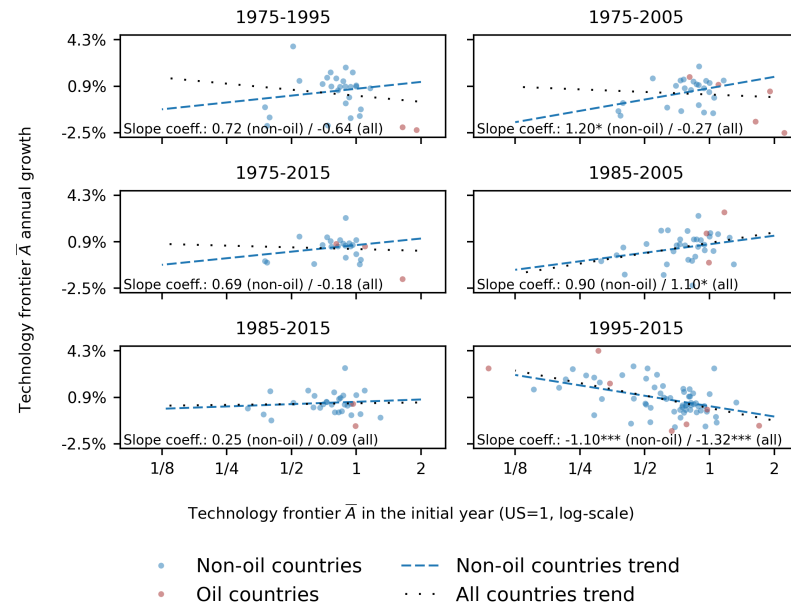 1975-1995
1975-2005
4.3%
0.9%
-2.5%
Slope coeff.: 0.72 (non-oil) / -0.64 (all)
Slope coeff.: 1.20* (non-oil) / -0.27 (all)
1975-2015
1985-2005
4.3%
0.9%
-2.5%
Slope coeff.: 0.69 (non-oil) / -0.18 (all)
Slope coeff.: 0.90 (non-oil) / 1.10* (all)
Technology frontier A̅ annual growth
1985-2015
1995-2015
4.3%
0.9%
-2.5%
Slope coeff.: 0.25 (non-oil) / 0.09 (all)
Slope coeff.: -1.10*** (non-oil) / -1.32*** (all)
1/8 1/4 1/2 1 2
1/8 1/4 1/2 1 2
Technology frontier A̅ in the initial year (US=1, log-scale)
Non-oil countries
Non-oil countries trend
Oil countries
All countries trend